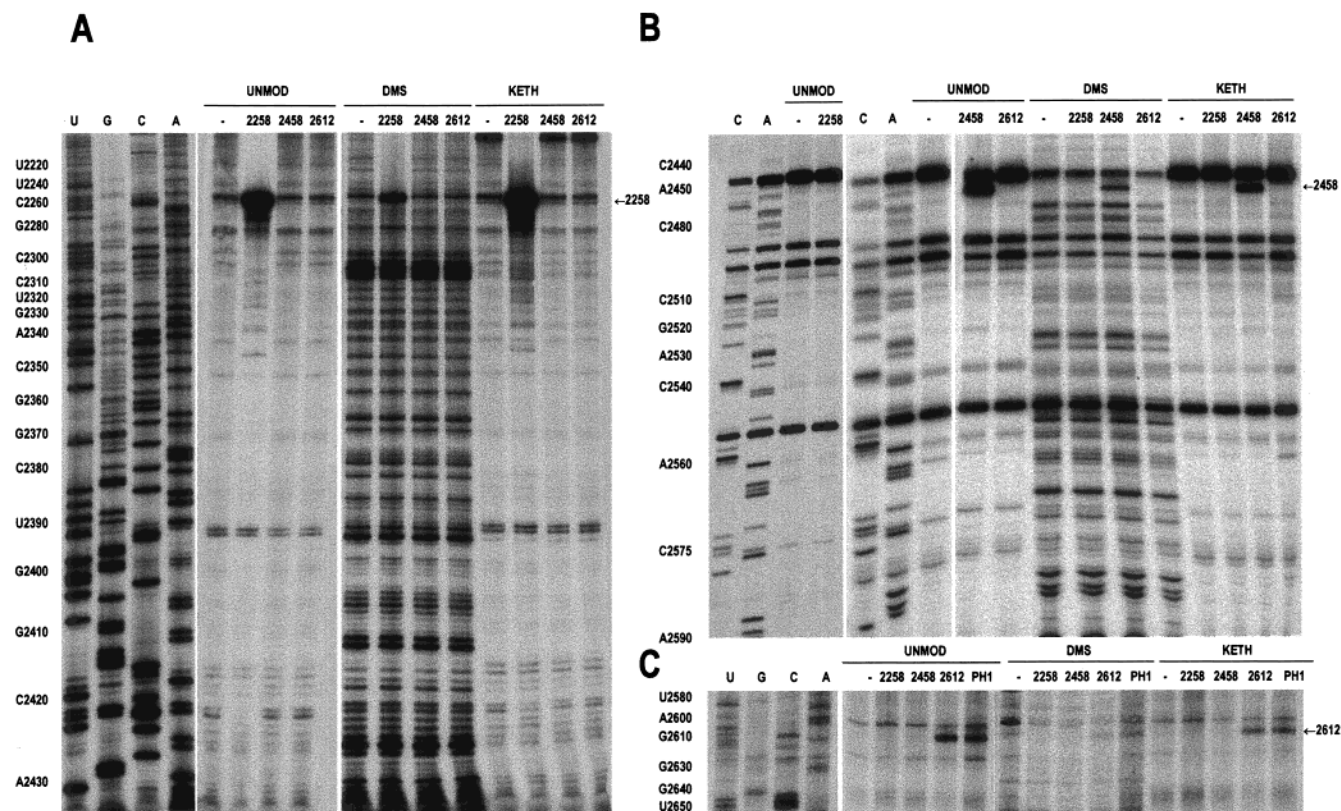 A
UNMOD DMS KETH
U G C A - 2258 2458 2612 - 2258 2458 2612 - 2258 2458 2612
U2220
U2240
C2260
←2258
G2280
C2300
C2310
U2320
G2330
A2340
C2350
G2360
G2370
C2380
U2390
G2400
G2410
C2420
A2430
B
UNMOD UNMOD DMS KETH
C A - 2258 C A - 2458 2612 - 2258 2458 2612 - 2258 2458 2612
C2440
A2450
←2458
C2480
C2510
G2520
A2530
C2540
A2560
C2575
A2590
C
UNMOD DMS KETH
U G C A - 2258 2458 2612 PH1 - 2258 2458 2612 PH1 - 2258 2458 2612 PH1
U2580
A2600
G2610
←2612
G2630
G2640
U2650